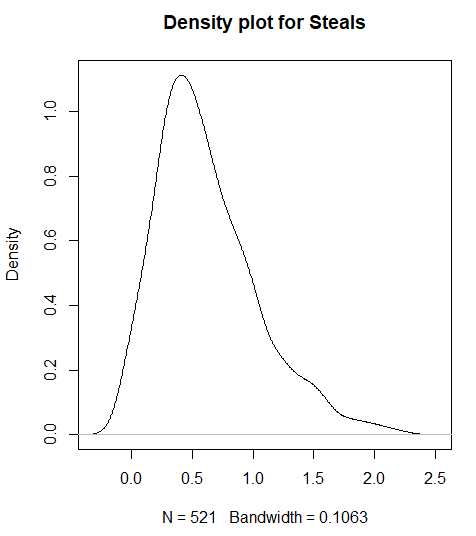 Density plot for Steals
Density
0.0 0.2 0.4 0.6 0.8 1.0
0.0 0.5 1.0 1.5 2.0 2.5
N = 521 Bandwidth = 0.1063